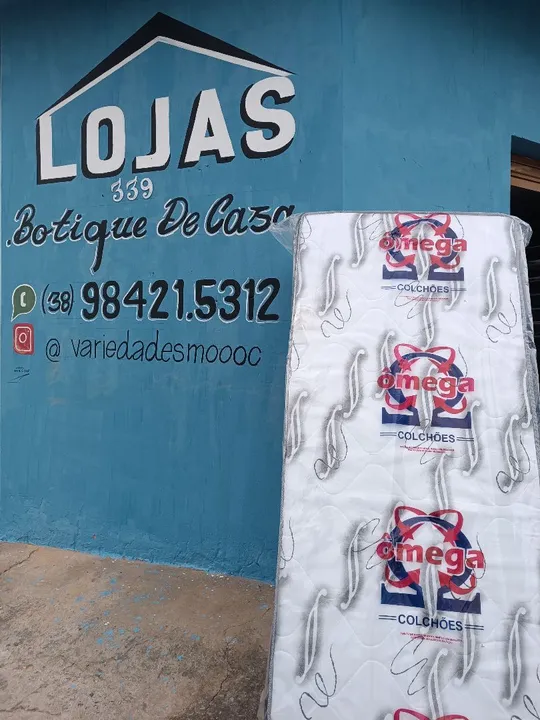 LOJAS
339
.Botique De Caza
(38) 98421.5312
@ variedadesmoooc
ômega
COLCHÕES
ômega
COLCHÕES
ômega
COLCHÕES